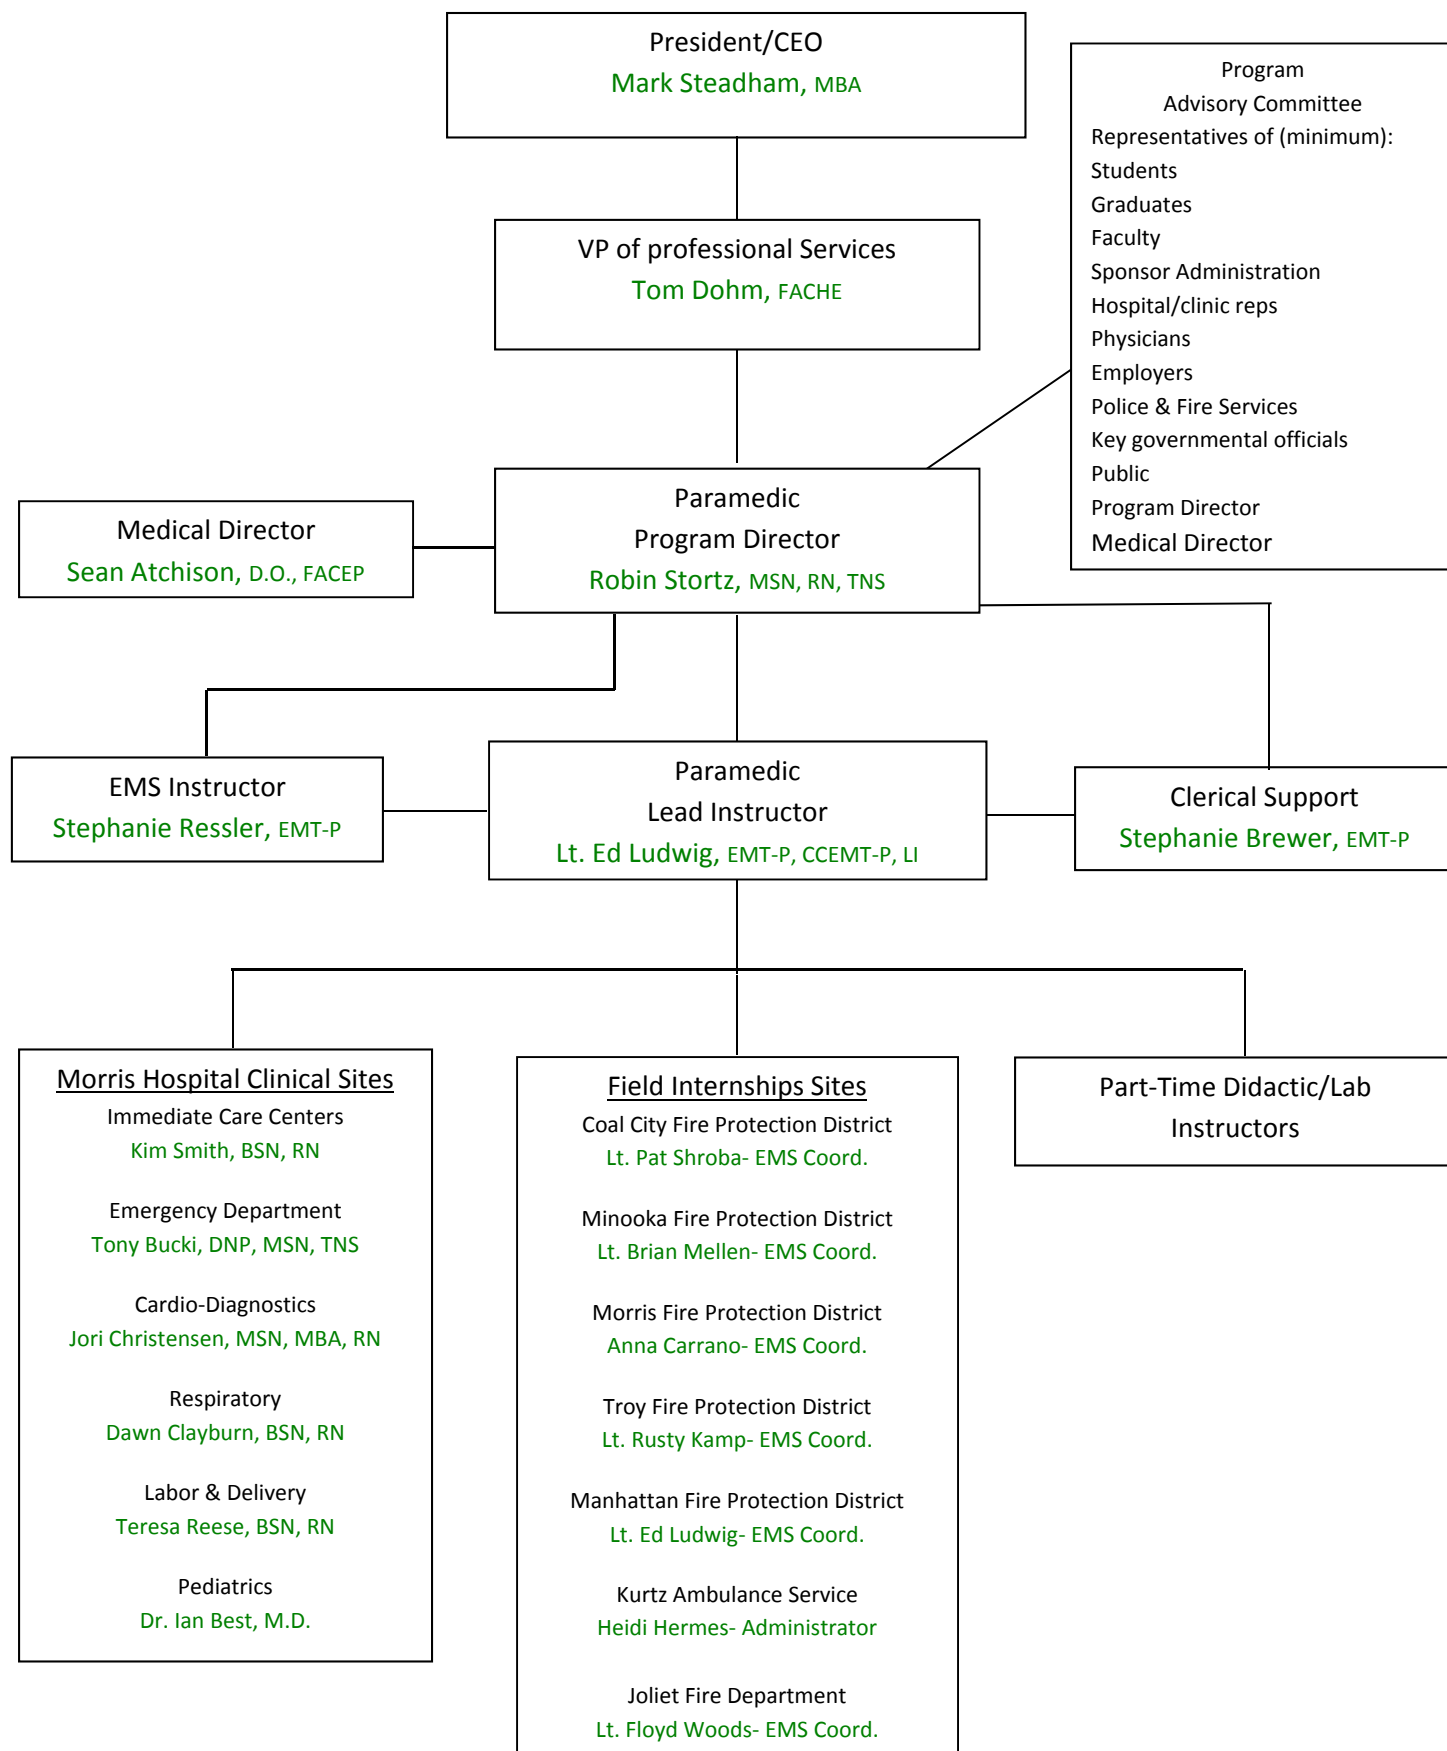 President/CEO
Mark Steadham, MBA
Program
Advisory Committee
Representatives of (minimum):
Students
Graduates
Faculty
Sponsor Administration
Hospital/clinic reps
Physicians
Employers
Police & Fire Services
Key governmental officials
Public
Program Director
Medical Director
VP of professional Services
Tom Dohm, FACHE
Medical Director
Sean Atchison, D.O., FACEP
Paramedic
Program Director
Robin Stortz, MSN, RN, TNS
EMS Instructor
Stephanie Ressler, EMT-P
Paramedic
Lead Instructor
Lt. Ed Ludwig, EMT-P, CCEMT-P, LI
Clerical Support
Stephanie Brewer, EMT-P
Morris Hospital Clinical Sites
Immediate Care Centers
Kim Smith, BSN, RN
Emergency Department
Tony Bucki, DNP, MSN, TNS
Cardio-Diagnostics
Jori Christensen, MSN, MBA, RN
Respiratory
Dawn Clayburn, BSN, RN
Labor & Delivery
Teresa Reese, BSN, RN
Pediatrics
Dr. Ian Best, M.D.
Field Internships Sites
Coal City Fire Protection District
Lt. Pat Shroba- EMS Coord.
Minooka Fire Protection District
Lt. Brian Mellen- EMS Coord.
Morris Fire Protection District
Anna Carrano- EMS Coord.
Troy Fire Protection District
Lt. Rusty Kamp- EMS Coord.
Manhattan Fire Protection District
Lt. Ed Ludwig- EMS Coord.
Kurtz Ambulance Service
Heidi Hermes- Administrator
Joliet Fire Department
Lt. Floyd Woods- EMS Coord.
Part-Time Didactic/Lab
Instructors